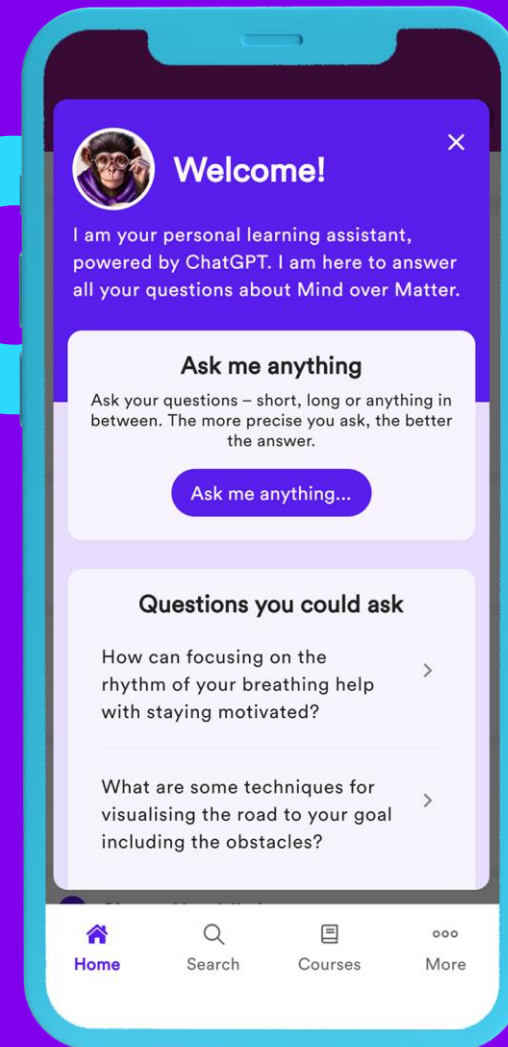 Welcome!
I am your personal learning assistant,
powered by ChatGPT. I am here to answer
all your questions about Mind over Matter.
Ask me anything
Ask your questions – short, long or anything in
between. The more precise you ask, the better
the answer.
Ask me anything...
Questions you could ask
How can focusing on the
rhythm of your breathing help
with staying motivated?
What are some techniques for
visualising the road to your goal
including the obstacles?
Home
Search
Courses
More